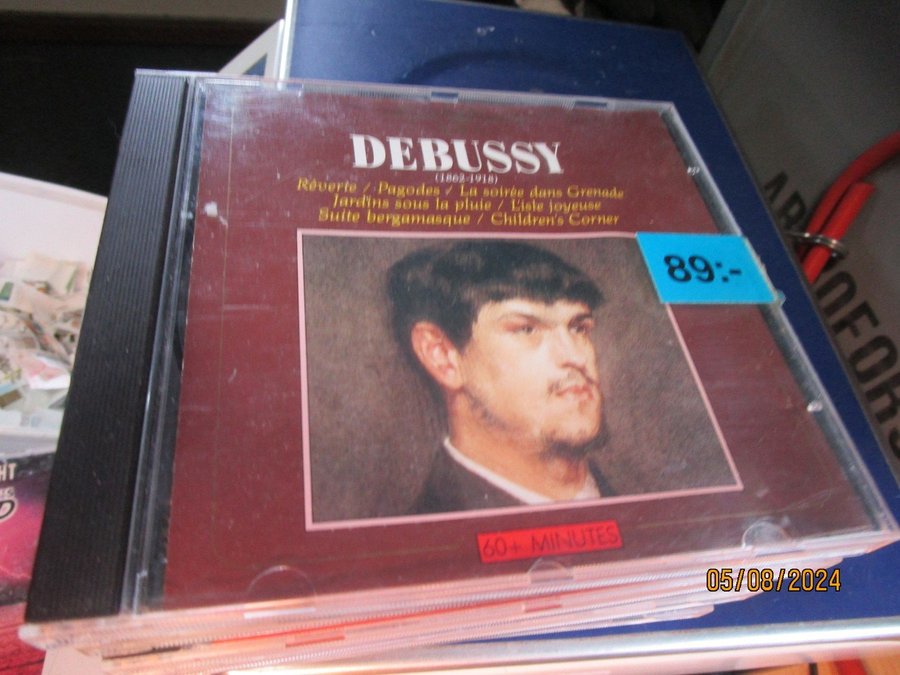 DEBUSSY
(1862-1918)
Rêverie / Pagodes / La soirée dans Grenade
Jardins sous la pluie / L'isle joyeuse
Suite bergamasque / Children's Corner
89:-
60+ MINUTES
HT
D
05/08/2024